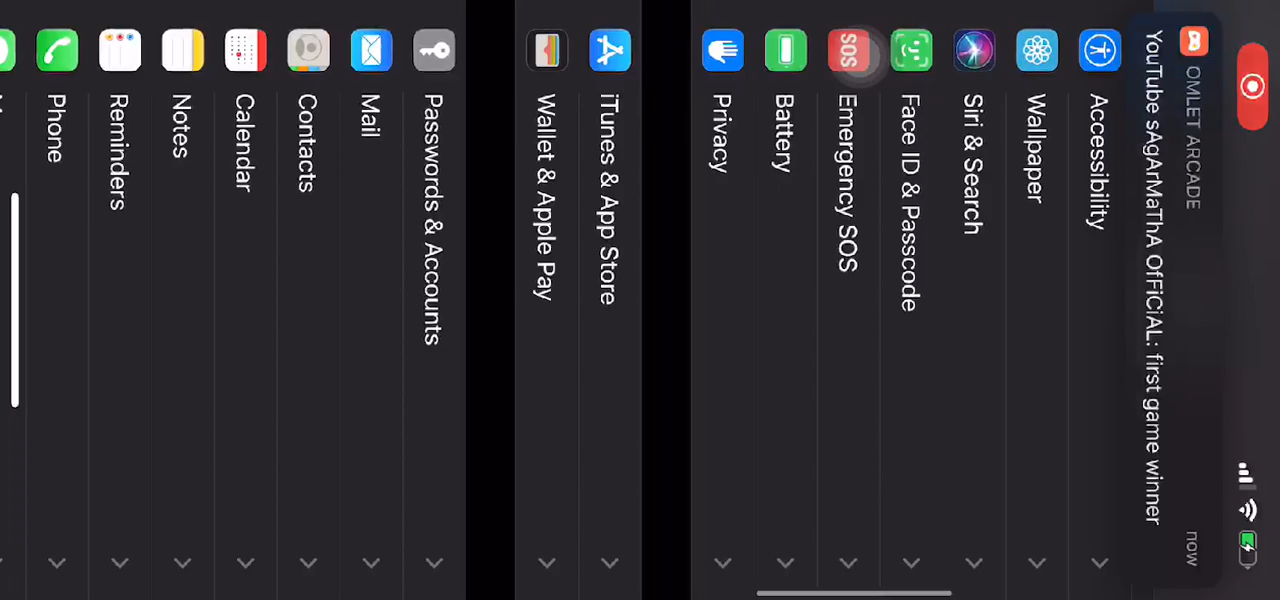 OMLET ARCADE
now
YouTube sAgArMaThA OfFiCiAL: first game winner
Accessibility
Wallpaper
Siri & Search
Face ID & Passcode
SOS
Emergency SOS
Battery
Privacy
iTunes & App Store
Wallet & Apple Pay
Passwords & Accounts
Mail
Contacts
Calendar
Notes
Reminders
Phone